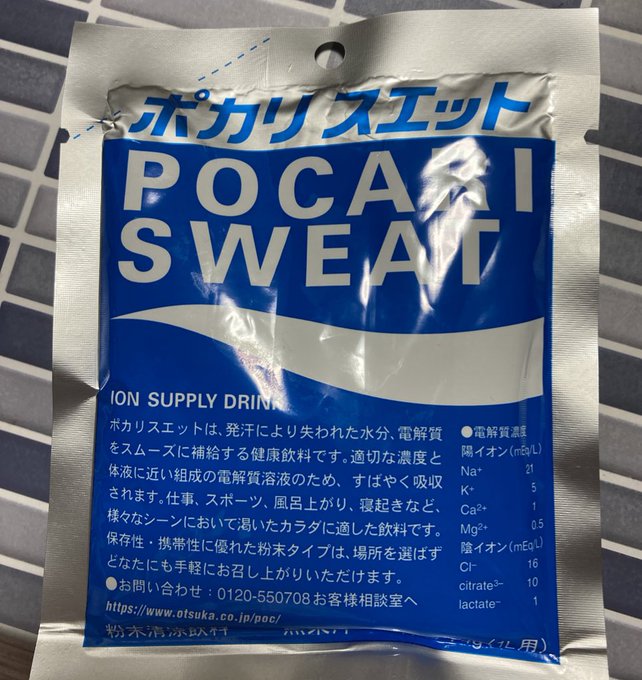 ポカリスエット
POCARI
SWEAT
ION SUPPLY DRINK
ポカリスエットは、発汗により失われた水分、電解質
をスムーズに補給する健康飲料です。適切な濃度と
体液に近い組成の電解質溶液のため、すばやく吸収
されます。仕事、スポーツ、風呂上がり、寝起きなど、
様々なシーンにおいて渇いたカラダに適した飲料です。
保存性・携帯性に優れた粉末タイプは、場所を選ばず
どなたにも手軽にお召し上がりいただけます。
●お問い合わせ:0120-550708お客様相談室へ
https://www.otsuka.co.jp/poc/
●電解質濃度
陽イオン(mEq/L)
Na⁺ 21
K⁺ 5
Ca²⁺ 1
Mg²⁺ 0.5
陰イオン(mEq/L)
Cl⁻ 16
citrate³⁻ 10
lactate⁻ 1
粉末清涼飲料
用)